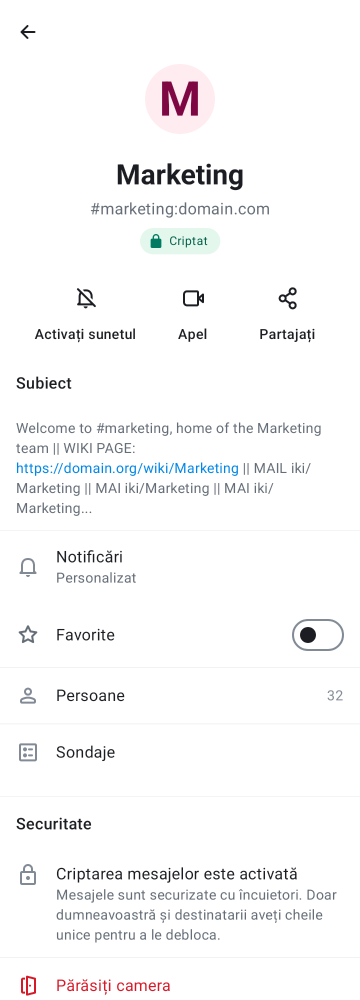 M
Marketing
#marketing:domain.com
Criptat
Activați sunetul
Apel
Partajați
Subiect
Welcome to #marketing, home of the Marketing
team || WIKI PAGE:
https://domain.org/wiki/Marketing || MAIL iki/
Marketing || MAI iki/Marketing || MAI iki/
Marketing...
Notificări
Personalizat
Favorite
Persoane
32
Sondaje
Securitate
Criptarea mesajelor este activată
Mesajele sunt securizate cu încuietori. Doar
dumneavoastră și destinatarii aveți cheile
unice pentru a le debloca.
Părăsiți camera